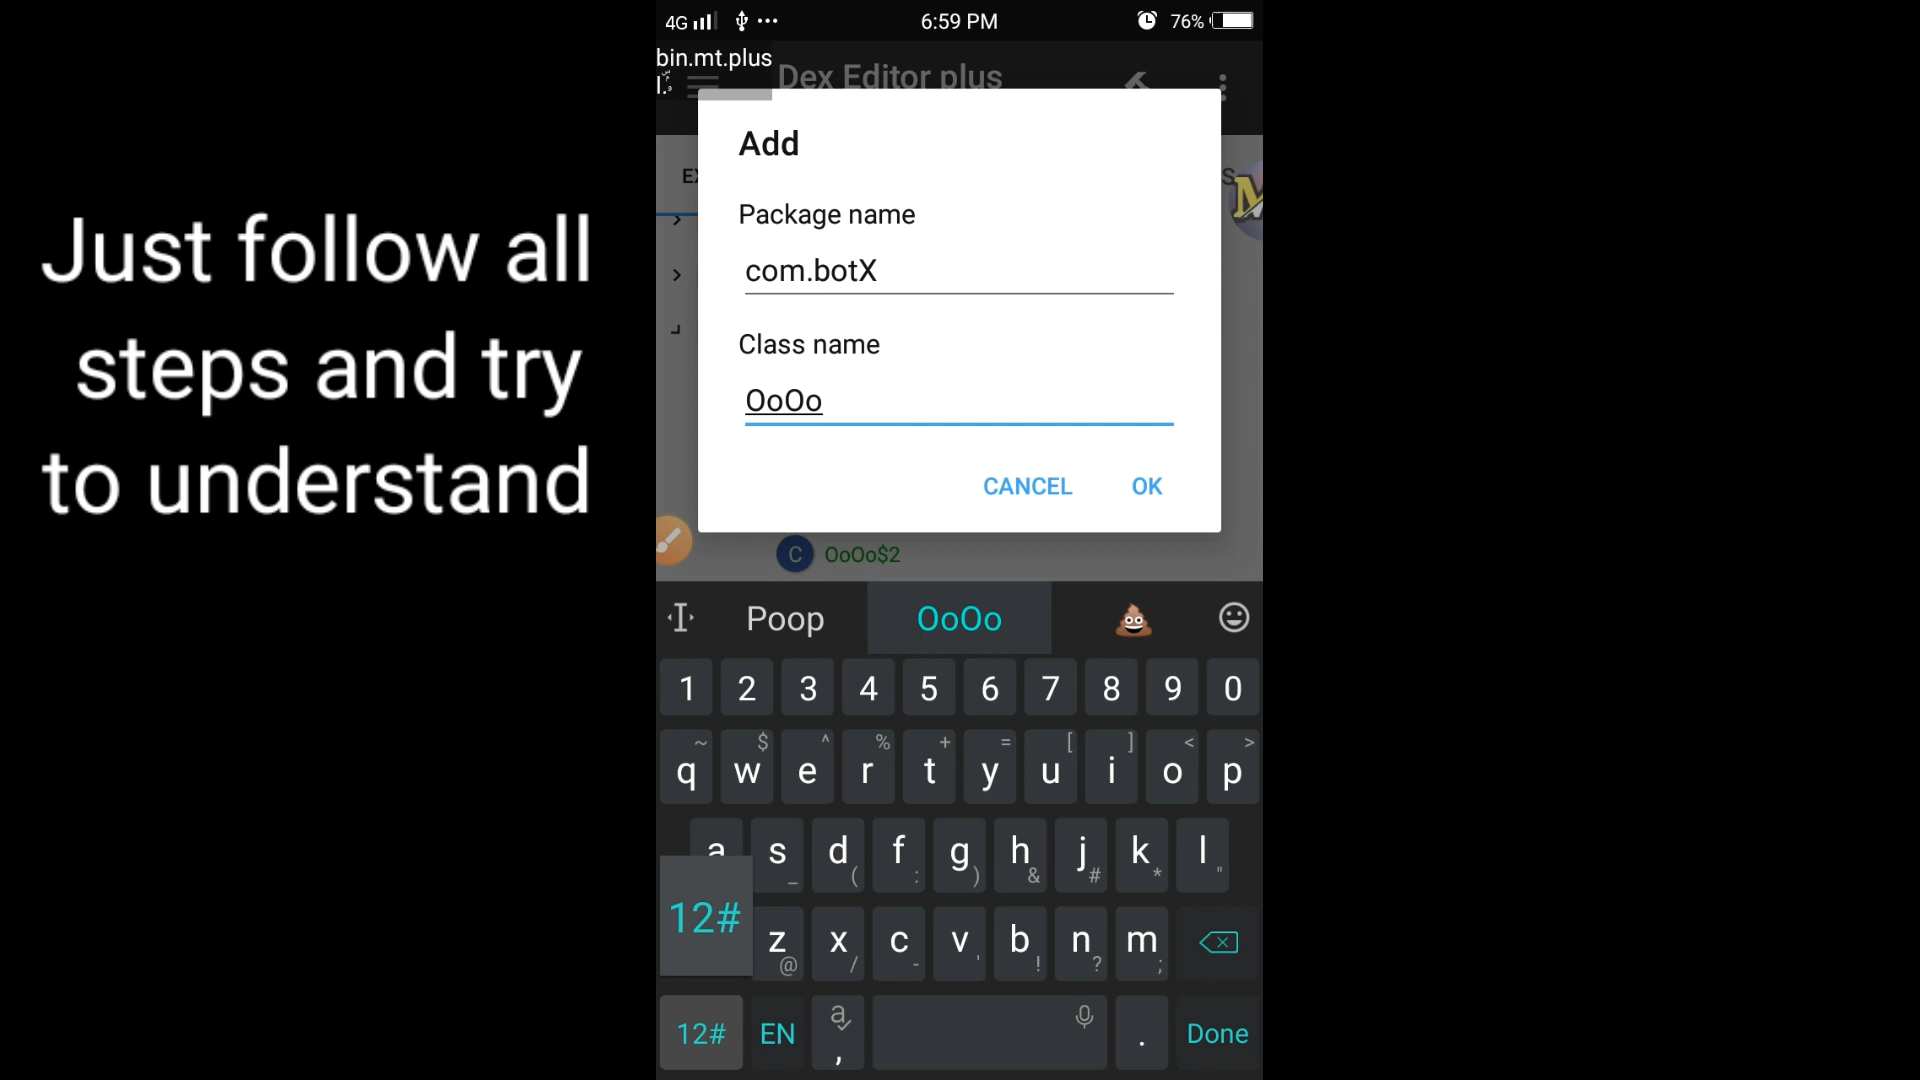 Just follow all
steps and try
to understand
4G
6:59 PM
76%
bin.mt.plus
Dex Editor plus
Add
Package name
com.botX
Class name
OoOo
CANCEL
OK
C
OoOo$2
Poop
OoOo
1 2 3 4 5 6 7 8 9 0
~ $ ^ % + = [ ] < >
q w e r t y u i o p
a s d f g h j k l
_ ( : ) & # * "
12#
z x c v b n m
@ / - ' ! ? ;
12# EN a , . Done